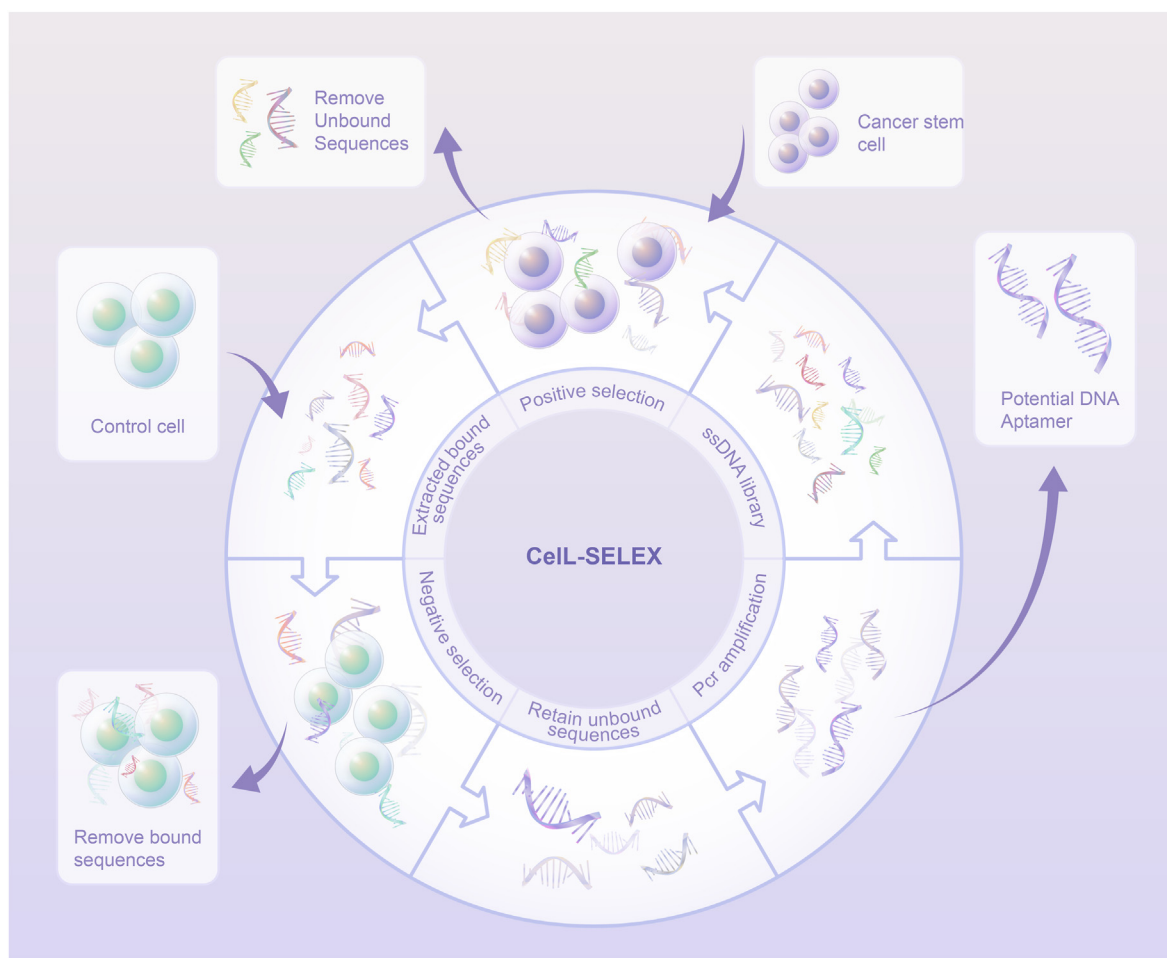 Remove
Unbound
Sequences
Cancer stem
cell
Control cell
Potential DNA
Aptamer
Positive selection
ssDNA library
Extracted bound
sequences
CelL-SELEX
Negative selection
Pcr amplification
Retain unbound
sequences
Remove bound
sequences